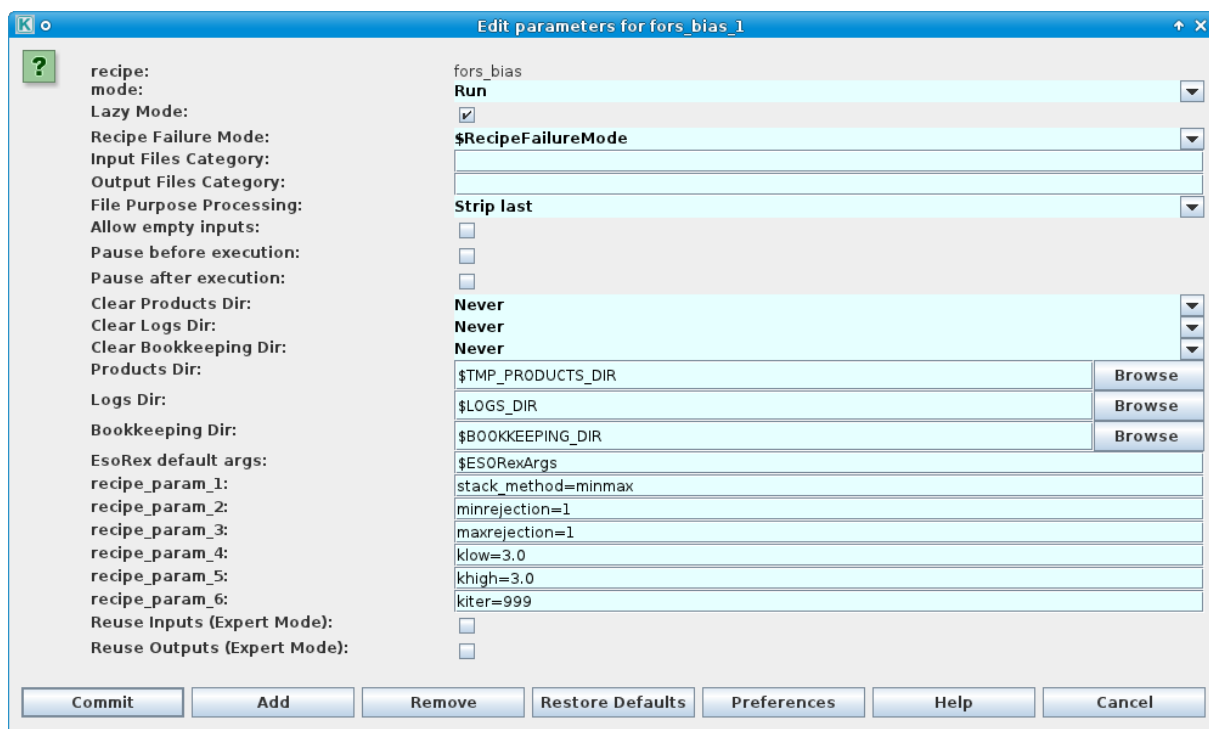 Edit parameters for fors_bias_1
recipe: fors_bias
mode: Run
Lazy Mode:
Recipe Failure Mode: $RecipeFailureMode
Input Files Category:
Output Files Category:
File Purpose Processing: Strip last
Allow empty inputs:
Pause before execution:
Pause after execution:
Clear Products Dir: Never
Clear Logs Dir: Never
Clear Bookkeeping Dir: Never
Products Dir: $TMP_PRODUCTS_DIR Browse
Logs Dir: $LOGS_DIR Browse
Bookkeeping Dir: $BOOKKEEPING_DIR Browse
EsoRex default args: $ESORexArgs
recipe_param_1: stack_method=minmax
recipe_param_2: minrejection=1
recipe_param_3: maxrejection=1
recipe_param_4: klow=3.0
recipe_param_5: khigh=3.0
recipe_param_6: kiter=999
Reuse Inputs (Expert Mode):
Reuse Outputs (Expert Mode):
Commit Add Remove Restore Defaults Preferences Help Cancel